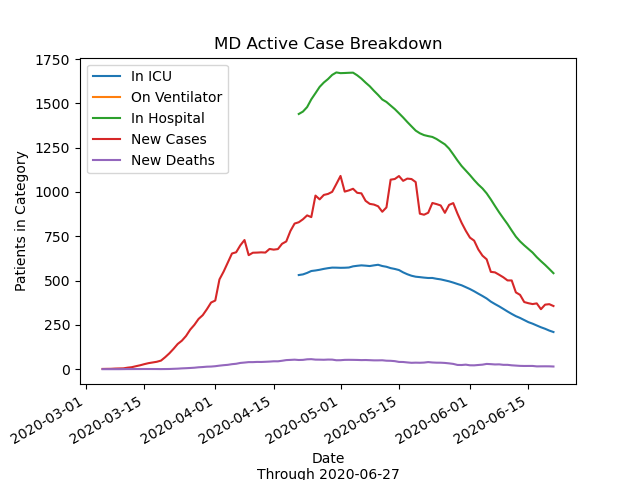 MD Active Case Breakdown
Patients in Category
1750
1500
1250
1000
750
500
250
0
In ICU
On Ventilator
In Hospital
New Cases
New Deaths
2020-03-01
2020-03-15
2020-04-01
2020-04-15
2020-05-01
2020-05-15
2020-06-01
2020-06-15
Date
Through 2020-06-27